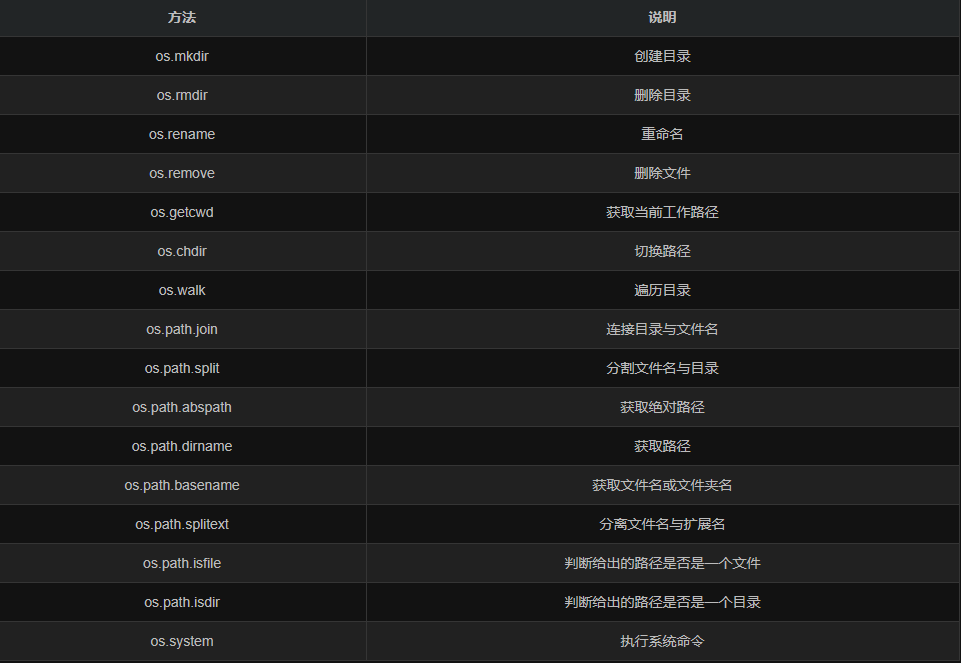 方法 说明
os.mkdir 创建目录
os.rmdir 删除目录
os.rename 重命名
os.remove 删除文件
os.getcwd 获取当前工作路径
os.chdir 切换路径
os.walk 遍历目录
os.path.join 连接目录与文件名
os.path.split 分割文件名与目录
os.path.abspath 获取绝对路径
os.path.dirname 获取路径
os.path.basename 获取文件名或文件夹名
os.path.splitext 分离文件名与扩展名
os.path.isfile 判断给出的路径是否是一个文件
os.path.isdir 判断给出的路径是否是一个目录
os.system 执行系统命令